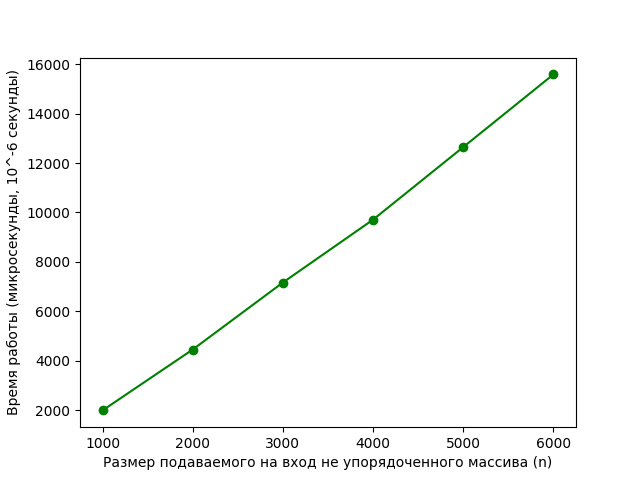 16000
14000
12000
10000
8000
6000
4000
2000
Время работы (микросекунды, 10^-6 секунды)
1000 2000 3000 4000 5000 6000
Размер подаваемого на вход не упорядоченного массива (n)